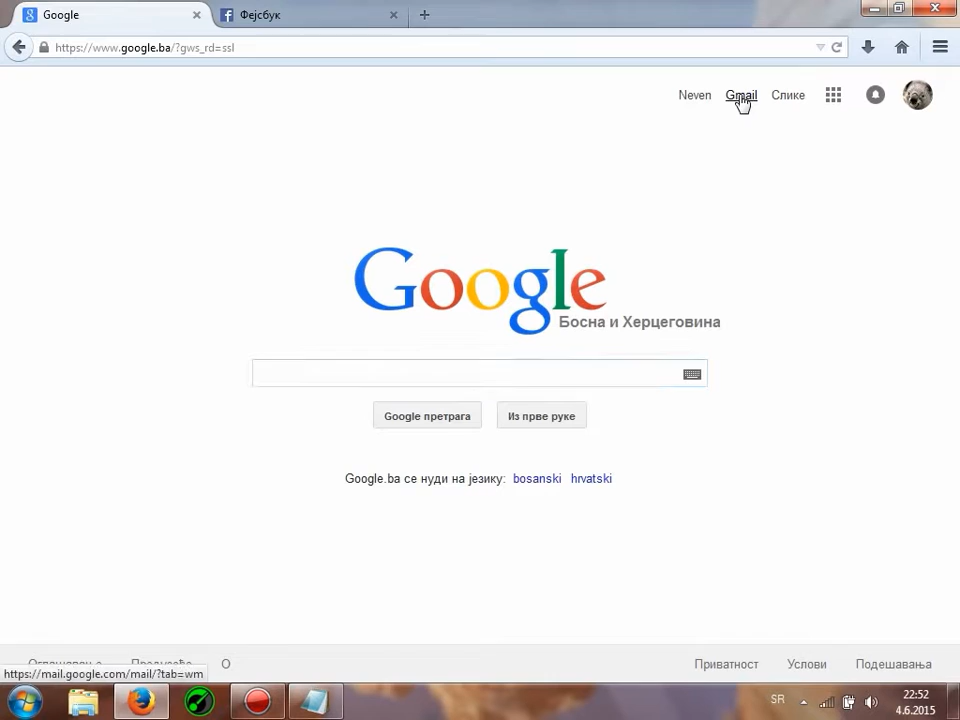 Google
Фејсбук
https://www.google.ba/?gws_rd=ssl
Neven Gmail Слике
Google
Босна и Херцеговина
Google претрага
Из прве руке
Google.ba се нуди на језику: bosanski hrvatski
О
Приватност Услови Подешавања
https://mail.google.com/mail/?tab=wm
SR
22:52
4.6.2015